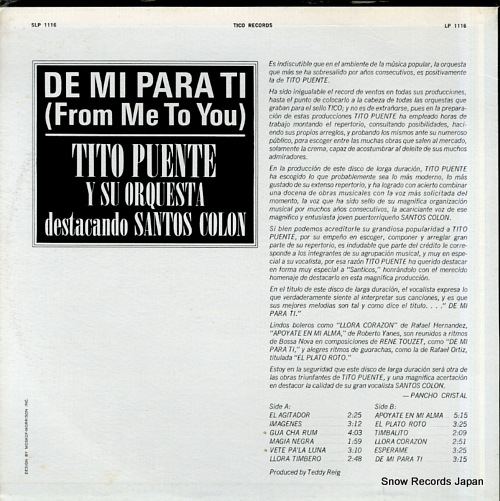 SLP 1116
TICO RECORDS
LP 1116
DE MI PARA TI
(From Me To You)
TITO PUENTE
Y SU ORQUESTA
destacando SANTOS COLON
Es indiscutible que en el ambiente de la música popular, la orquesta
que más se ha sobresalido por años consecutivos, es positivamente
la de TITO PUENTE.
Ha sido inigualable el record de ventos en todas sus producciones,
hasta el punto de colocarlo a la cabeza de todas las orquestas que
graban para el sello TICO; y no es de extrañarse, pues en la prepara-
ción de estas producciones TITO PUENTE ha empleado horas de
trabajo montando el repertorio, consultando posibilidades, hacien-
do sus propios arreglos, y probando los mismos ante su numeroso
público, para escoger entre las muchas obras que salen al mercado,
solamente la crema, capaz de acostumbrar al deleite de sus muchos
admiradores.
En la producción de este disco de larga duración, TITO PUENTE
ha escogido lo que probablemente sea lo más moderno, lo más
gustado de su extenso repertorio, y ha logrado con acierto combinar
una docena de obras musicales con la voz más solicitada del
momento, la voz que ha sido sello de su magnífica organización
musical por muchos años consecutivos, la acariciante voz de ese
magnífico y entusiasta joven puertorriqueño SANTOS COLON.
Si bien podemos acreditarle su grandiosa popularidad a TITO
PUENTE, por su empeño en escoger, componer y arreglar gran
parte de su repertorio, es indudable que parte del crédito le corre-
sponde a los integrantes de su agrupación musical, y muy en espe-
cial a su vocalista, por esa razón TITO PUENTE ha querido destacar
en forma muy especial a "Santicos," honrándolo con el merecido
homenaje de destacarlo en esta magnífica producción.
En el título de este disco de larga duración, el vocalista expresa lo
que verdaderamente siente al interpretar sus canciones, y es que
sus mejores melodías son tal y como dice el título. . . ." DE MI
PARA TI."
Lindos boleros como "LLORA CORAZON" de Rafael Hernandez,
"APOYATE EN MI ALMA," de Roberto Yanes, son reunidos a ritmos
de Bossa Nova en composiciones de RENE TOUZET, como "DE MI
PARA TI," y alegres ritmos de guarachas, como la de Rafael Ortiz,
titulada "EL PLATO ROTO."
Estoy en la seguridad que este disco de larga duración será otra de
las obras triunfantes de TITO PUENTE, y una magnífica acertación
en destacar la calidad de su gran vocalista SANTOS COLON.
— PANCHO CRISTAL
Side A:
EL AGITADOR 2:25
IMAGENES 3:12
GUA CHA RUM 4:03
MAGIA NEGRA 1:59
VETE PA'LA LUNA 3:10
LLORA TIMBERO 2:48
Side B:
APOYATE EN MI ALMA 5:15
EL PLATO ROTO 3:25
TIMBALITO 2:09
LLORA CORAZON 2:51
ESPERAME 3:25
DE MI PARA TI 3:15
Produced by Teddy Reig
DESIGN BY MOSKOF-MORRISON INC.
Snow Records Japan